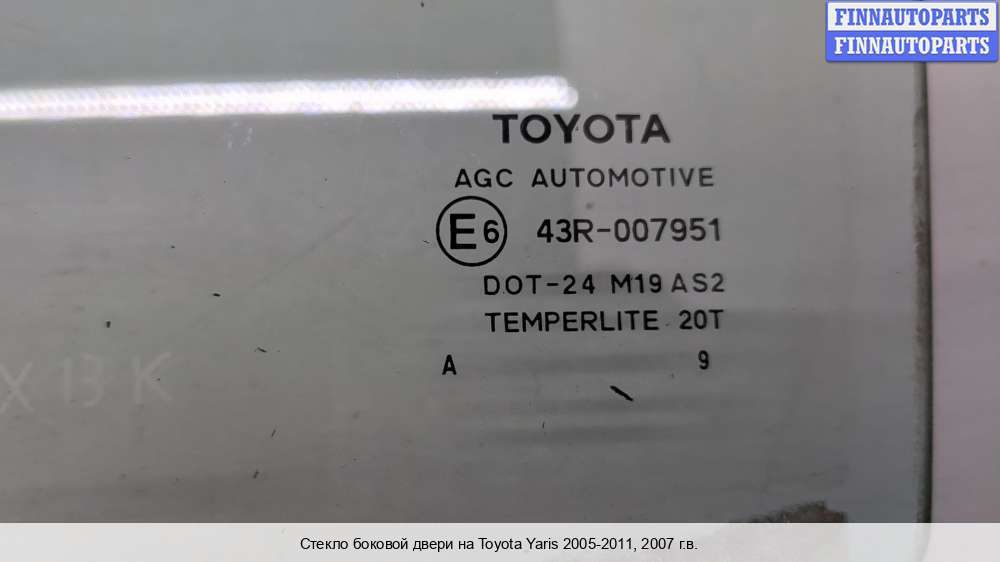 FINNAUTOPARTS
FINNAUTOPARTS
TOYOTA
AGC AUTOMOTIVE
E6 43R-007951
DOT-24 M19 AS2
TEMPERLITE 20T
A 9
X 13 K
Стекло боковой двери на Toyota Yaris 2005-2011, 2007 г.в.